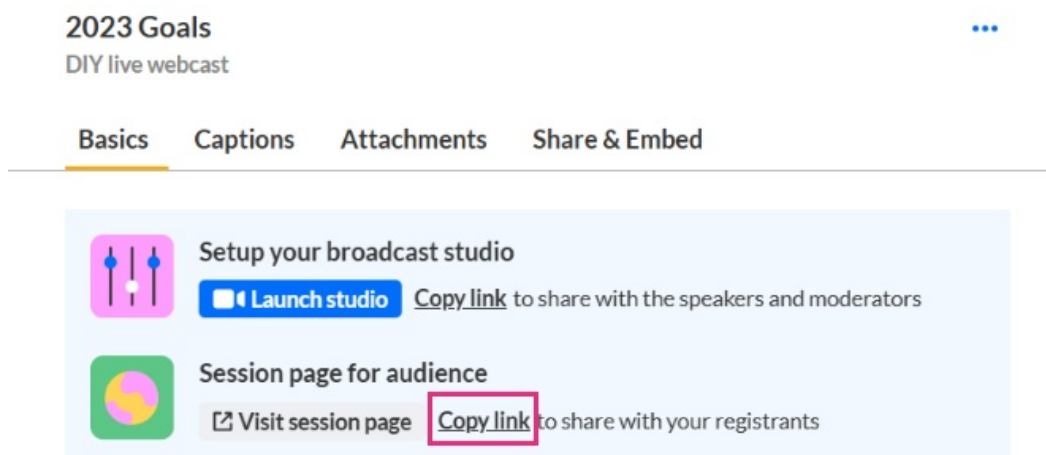 2023 Goals
DIY live webcast
Basics Captions Attachments Share & Embed
Setup your broadcast studio
Launch studio Copy link to share with the speakers and moderators
Session page for audience
Visit session page Copy link to share with your registrants